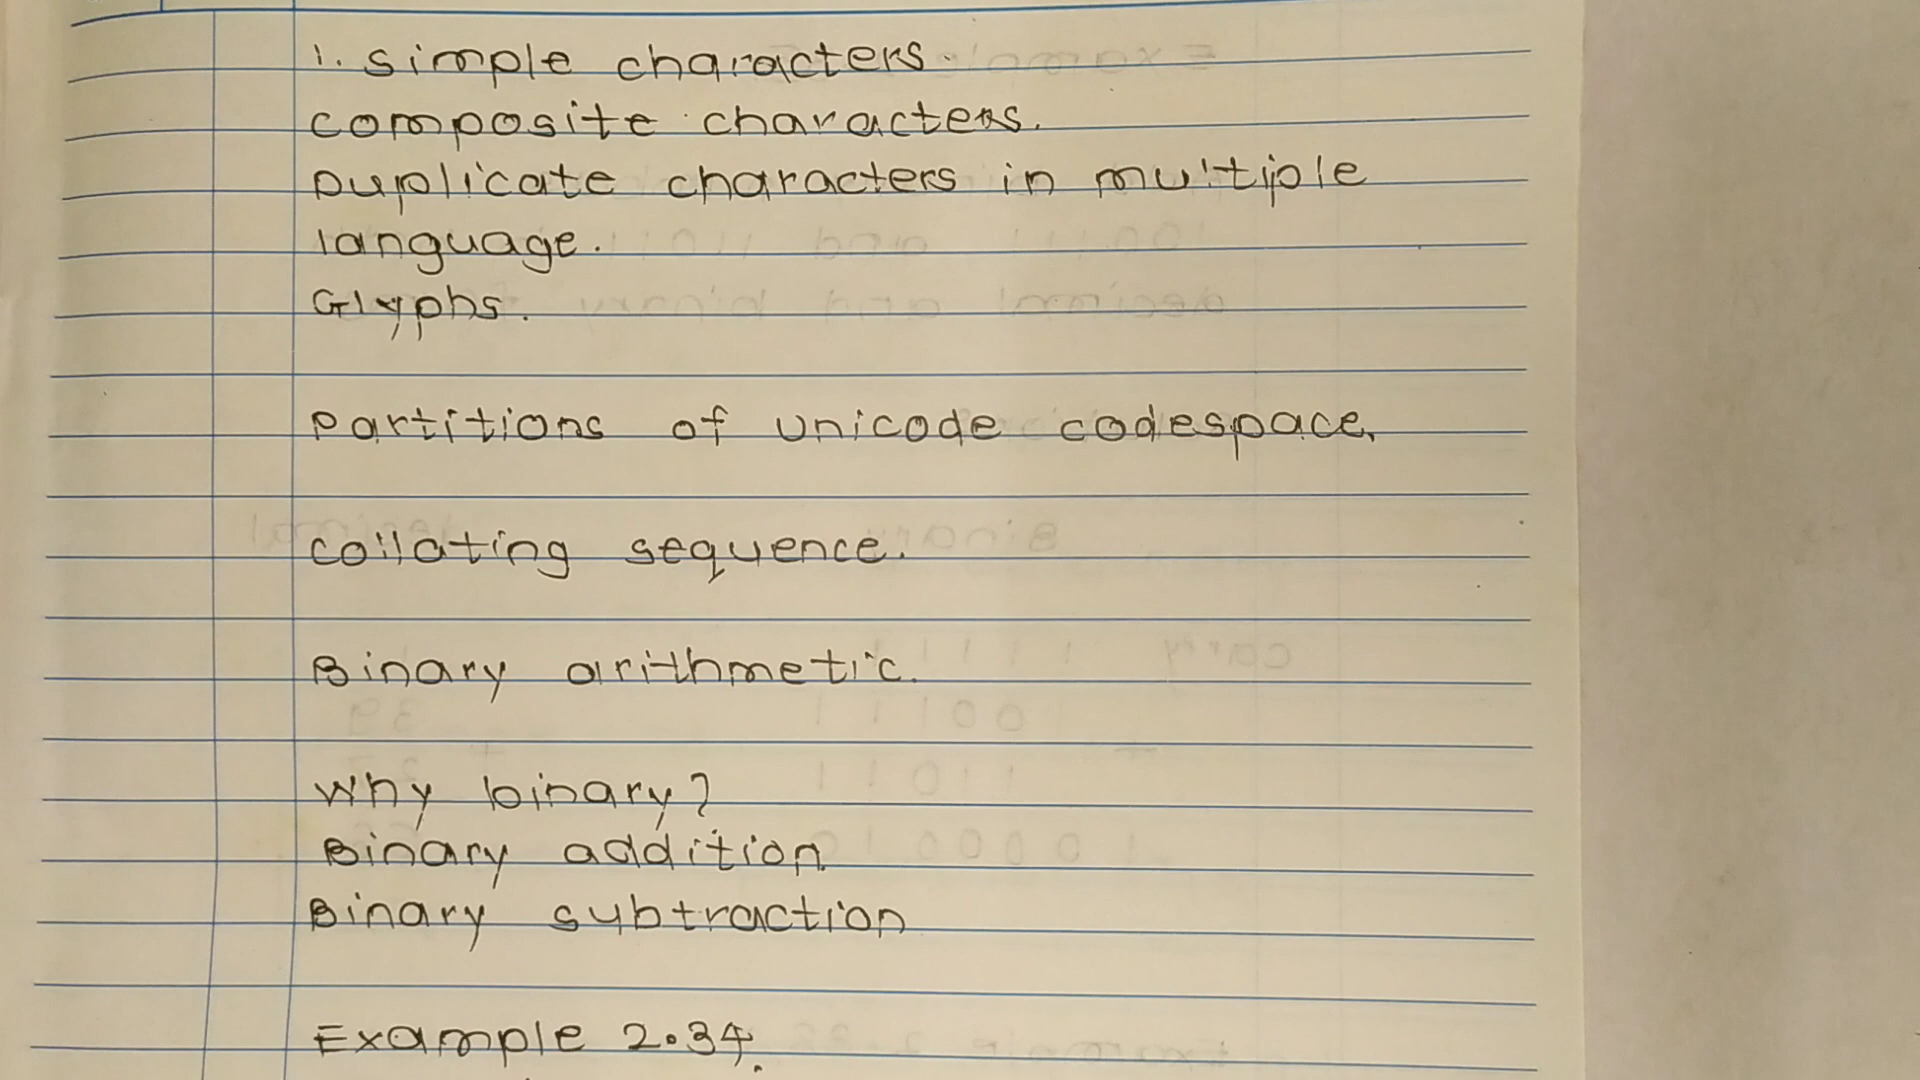 1. simple characters.
composite characters.
Duplicate characters in multiple
language.
Glyphs.
Partitions of unicode codespace.
collating sequence.
Binary arithmetic.
Why binary?
Binary addition
Binary subtraction
Example 2.34.